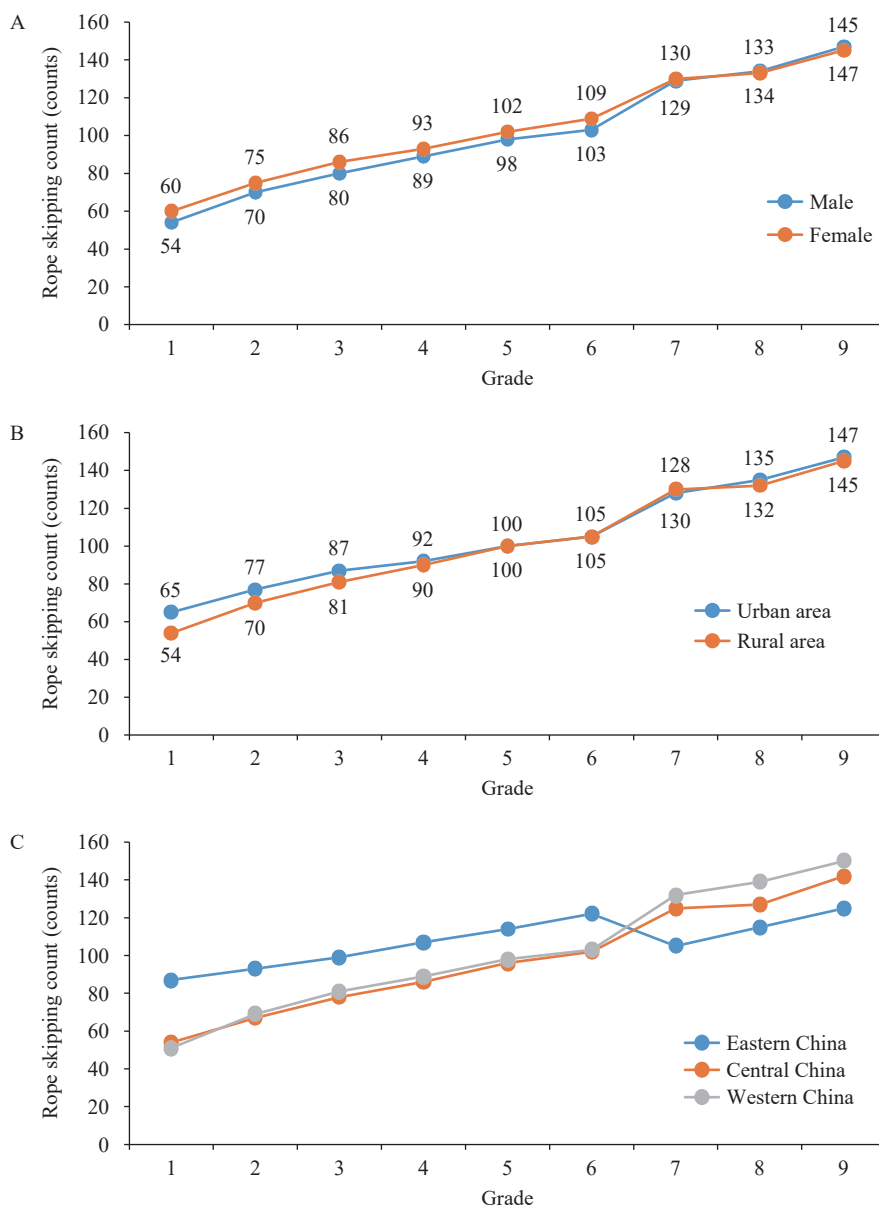 A
160
140
120
100
80
60
40
20
0
Rope skipping count (counts)
60 75 86 93 102 109 130 133 145
54 70 80 89 98 103 129 134 147
Male
Female
1 2 3 4 5 6 7 8 9
Grade
B
160
140
120
100
80
60
40
20
0
Rope skipping count (counts)
65 77 87 92 100 105 128 135 147
54 70 81 90 100 105 130 132 145
Urban area
Rural area
1 2 3 4 5 6 7 8 9
Grade
C
160
140
120
100
80
60
40
20
0
Rope skipping count (counts)
Eastern China
Central China
Western China
1 2 3 4 5 6 7 8 9
Grade